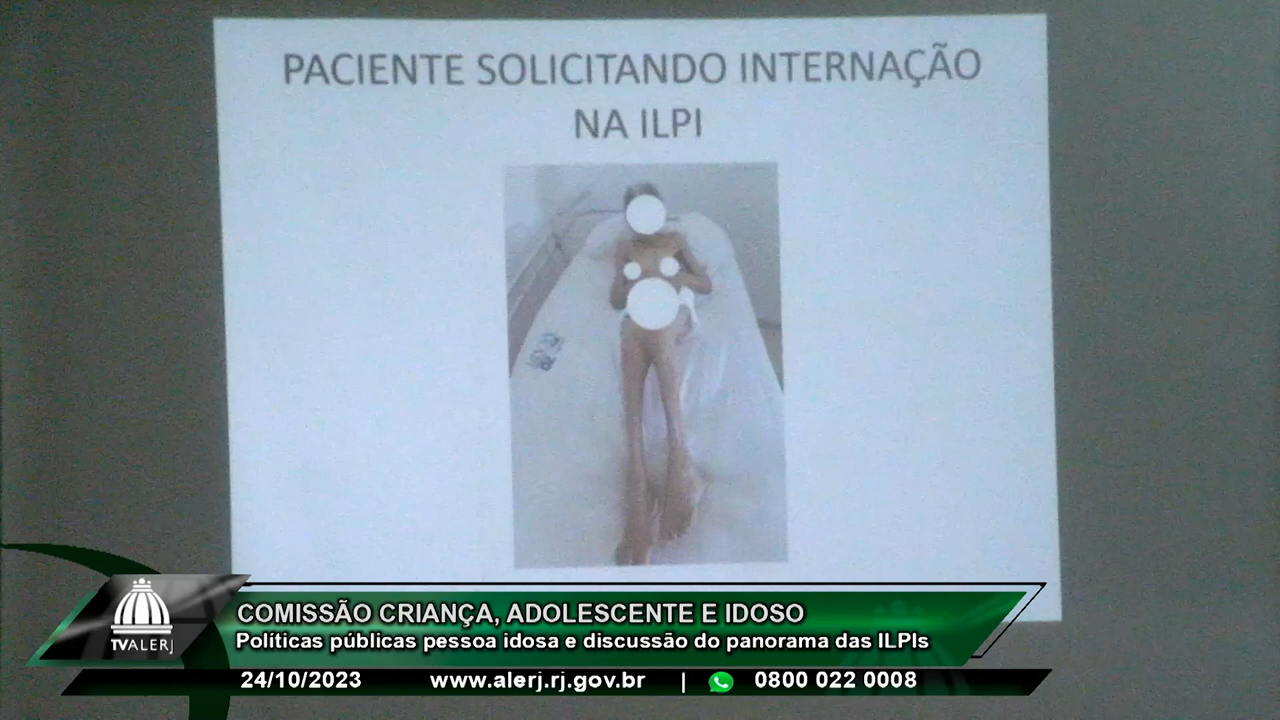 PACIENTE SOLICITANDO INTERNAÇÃO
NA ILPI
COMISSÃO CRIANÇA, ADOLESCENTE E IDOSO
Políticas públicas pessoa idosa e discussão do panorama das ILPIs
TVALERJ
24/10/2023 www.alerj.rj.gov.br | 0800 022 0008